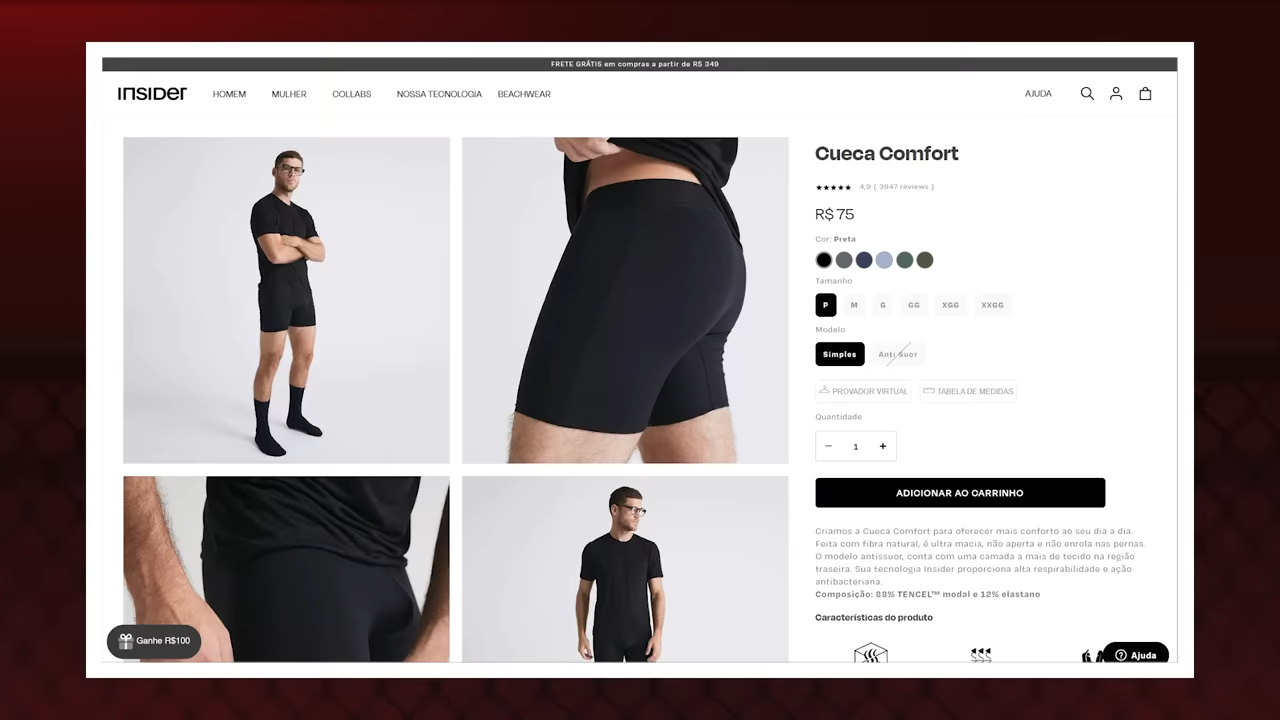 FRETE GRÁTIS em compras a partir de R$ 349
INSIDER
HOMEM
MULHER
COLLABS
NOSSA TECNOLOGIA
BEACHWEAR
AJUDA
Cueca Comfort
4,9 ( 3947 reviews )
R$ 75
Cor: Preta
Tamanho
P M G GG XGG XXGG
Modelo
Simples Anti Suor
PROVADOR VIRTUAL TABELA DE MEDIDAS
Quantidade
− 1 +
ADICIONAR AO CARRINHO
Criamos a Cueca Comfort para oferecer mais conforto ao seu dia a dia.
Feita com fibra natural, é ultra macia, não aperta e não enrola nas pernas.
O modelo antissuor, conta com uma camada a mais de tecido na região
traseira. Sua tecnologia Insider proporciona alta respirabilidade e ação
antibacteriana.
Composição: 88% TENCEL™ modal e 12% elastano
Características do produto
Ganhe R$100
Ajuda